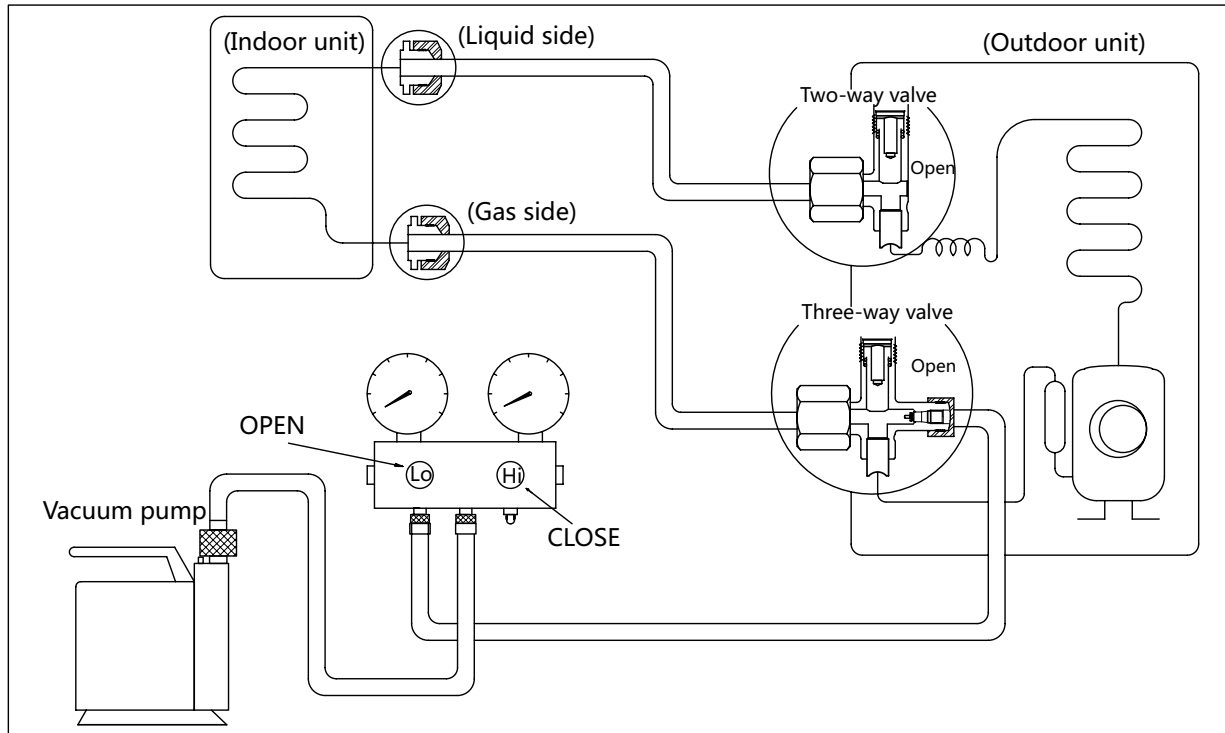 (Indoor unit)
(Liquid side)
(Outdoor unit)
Two-way valve
Open
(Gas side)
Three-way valve
Open
OPEN
Lo
Hi
CLOSE
Vacuum pump